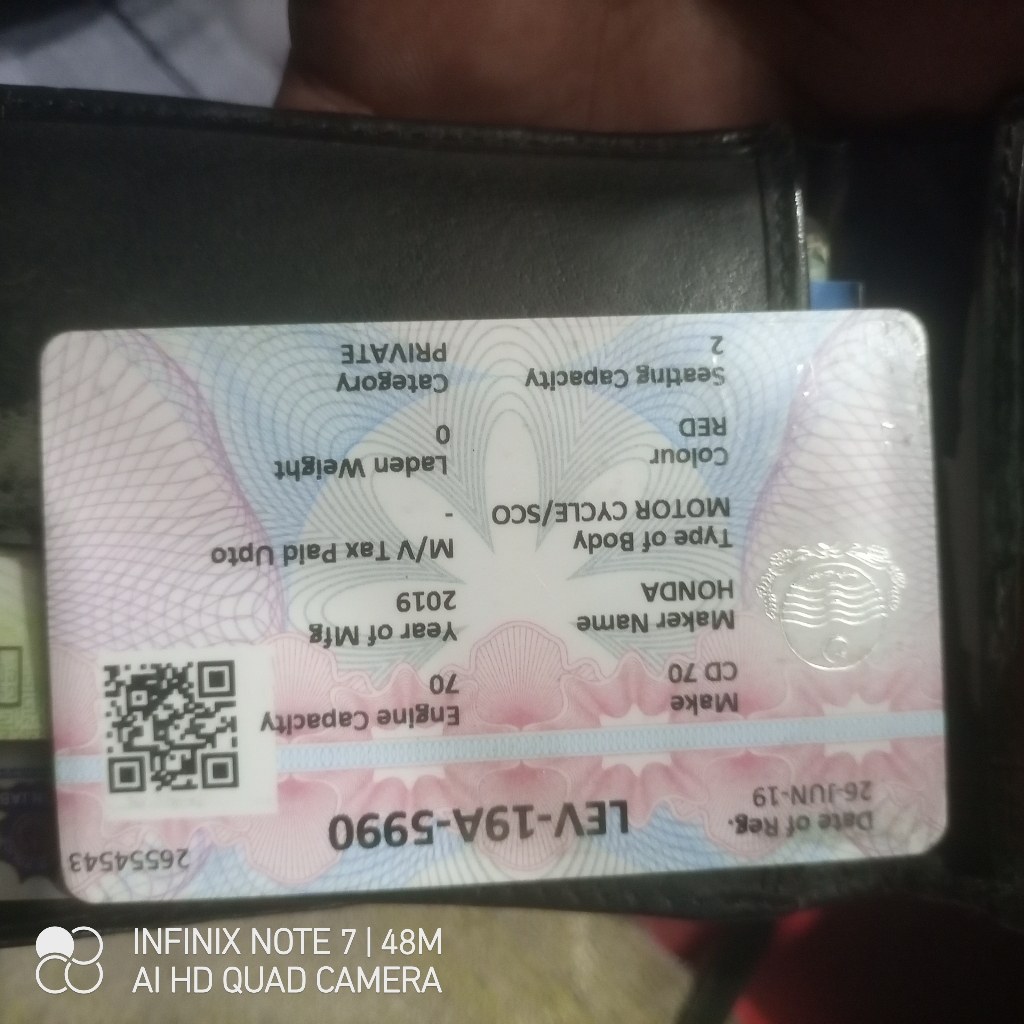 Date of Reg.
26-JUN-19
LEV-19A-5990
26554543
Make
CD 70
Engine Capacity
70
Maker Name
HONDA
Year of Mfg
2019
Type of Body
MOTOR CYCLE/SCO
M/V Tax Paid Upto
-
Colour
RED
Laden Weight
0
Seating Capacity
2
Category
PRIVATE
INFINIX NOTE 7 | 48M
AI HD QUAD CAMERA